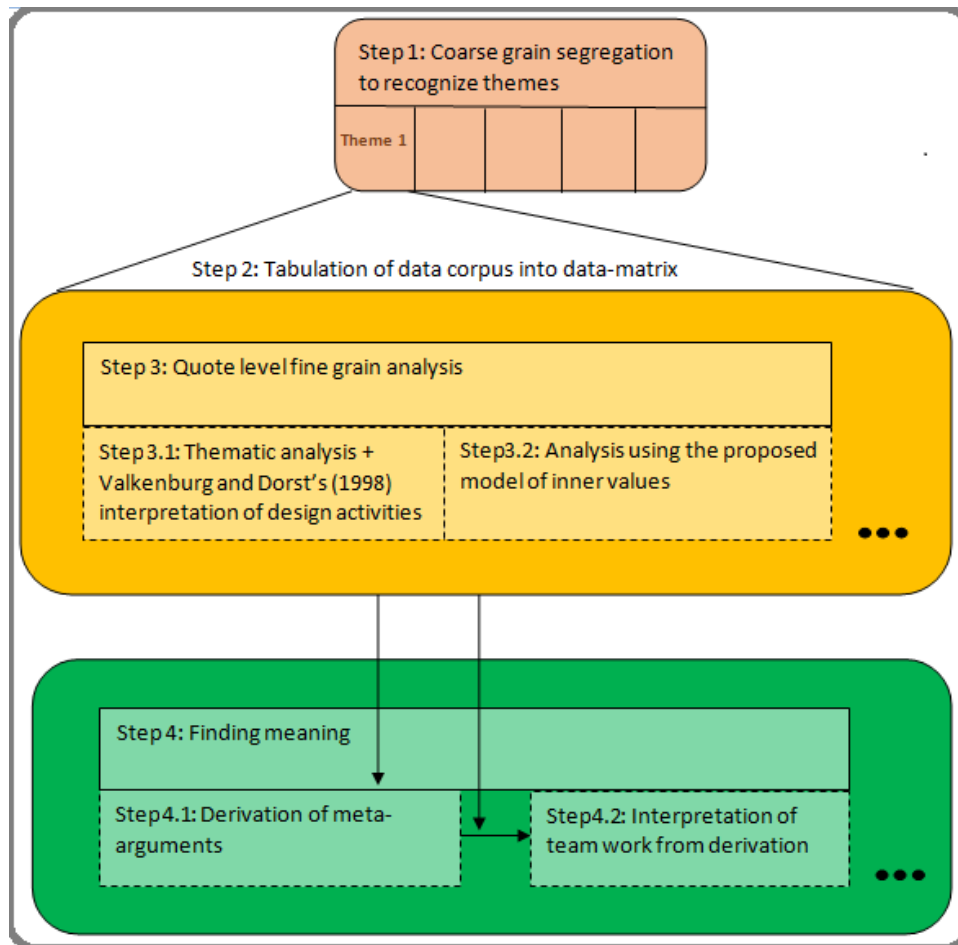 Step 1: Coarse grain segregation
to recognize themes
Theme 1
Step 2: Tabulation of data corpus into data-matrix
Step 3: Quote level fine grain analysis
Step 3.1: Thematic analysis +
Valkenburg and Dorst's (1998)
interpretation of design activities
Step3.2: Analysis using the proposed
model of inner values
Step 4: Finding meaning
Step4.1: Derivation of meta-
arguments
Step4.2: Interpretation of
team work from derivation